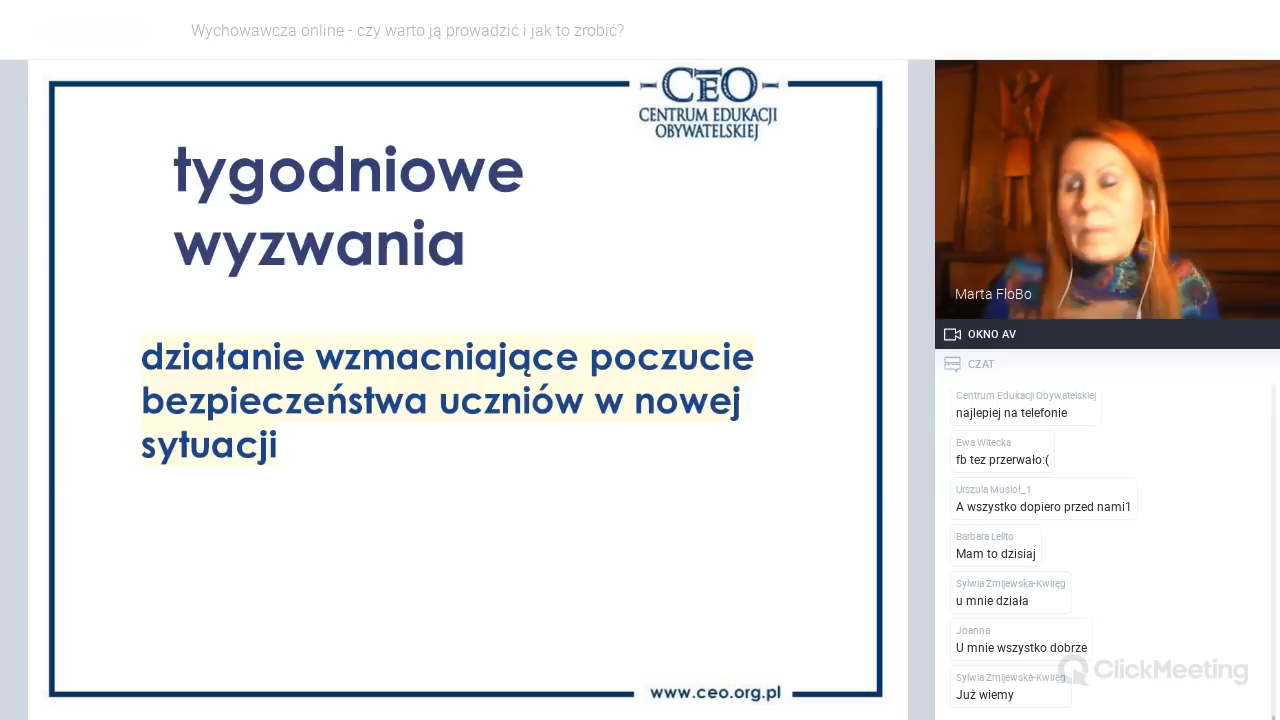 Wychowawcza online - czy warto ją prowadzić i jak to zrobić?
CEO
CENTRUM EDUKACJI
OBYWATELSKIEJ
tygodniowe
wyzwania
działanie wzmacniające poczucie
bezpieczeństwa uczniów w nowej
sytuacji
www.ceo.org.pl
Marta FloBo
OKNO AV
CZAT
Centrum Edukacji Obywatelskiej
najlepiej na telefonie
Ewa Witecka
fb tez przerwało:(
Urszula Musioł_1
A wszystko dopiero przed nami1
Barbara Lelito
Mam to dzisiaj
Sylwia Żmijewska-Kwiręg
u mnie działa
Joanna
U mnie wszystko dobrze
Sylwia Żmijewska-Kwiręg
Już wiemy
ClickMeeting